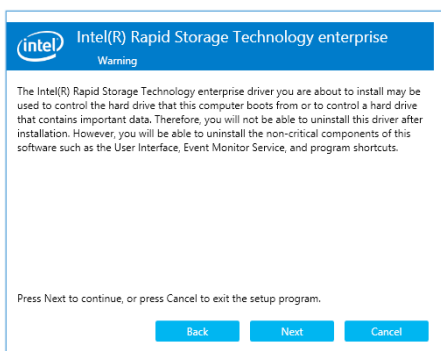 intel
Intel(R) Rapid Storage Technology enterprise
Warning
The Intel(R) Rapid Storage Technology enterprise driver you are about to install may be
used to control the hard drive that this computer boots from or to control a hard drive
that contains important data. Therefore, you will not be able to uninstall this driver after
installation. However, you will be able to uninstall the non-critical components of this
software such as the User Interface, Event Monitor Service, and program shortcuts.
Press Next to continue, or press Cancel to exit the setup program.
Back Next Cancel